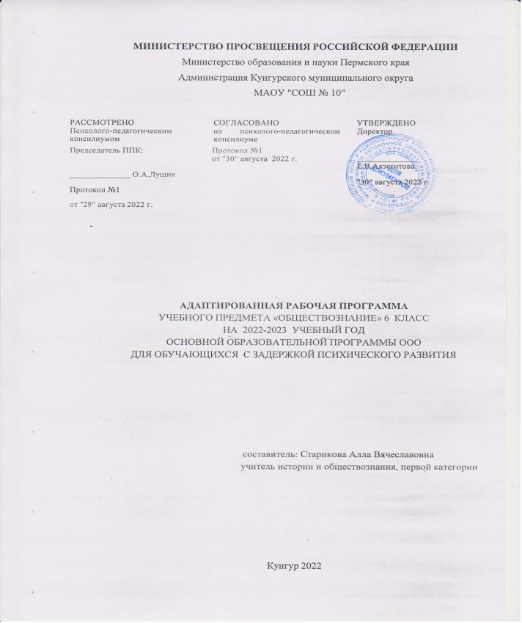 МИНИСТЕРСТВО ПРОСВЕЩЕНИЯ РОССИЙСКОЙ ФЕДЕРАЦИИ
Министерство образования и науки Пермского края
Администрация Кунгурского муниципального округа
МАОУ "СОШ № 10"
РАССМОТРЕНО
Психолого-педагогическим
консилиумом
Председатель ППК:
______________ О.А.Лущик
Протокол №1
от "29" августа 2022 г.
СОГЛАСОВАНО
на психолого-педагогическом
консилиуме
Протокол №1
от "30" августа 2022 г.
УТВЕРЖДЕНО
Директор
"30" августа 2022 г.
АДАПТИРОВАННАЯ РАБОЧАЯ ПРОГРАММА
УЧЕБНОГО ПРЕДМЕТА «ОБЩЕСТВОЗНАНИЕ» 6 КЛАСС
НА 2022-2023 УЧЕБНЫЙ ГОД
ОСНОВНОЙ ОБРАЗОВАТЕЛЬНОЙ ПРОГРАММЫ ООО
ДЛЯ ОБУЧАЮЩИХСЯ С ЗАДЕРЖКОЙ ПСИХИЧЕСКОГО РАЗВИТИЯ
составитель: Старикова Алла Вячеславовна
учитель истории и обществознания, первой категории
Кунгур 2022